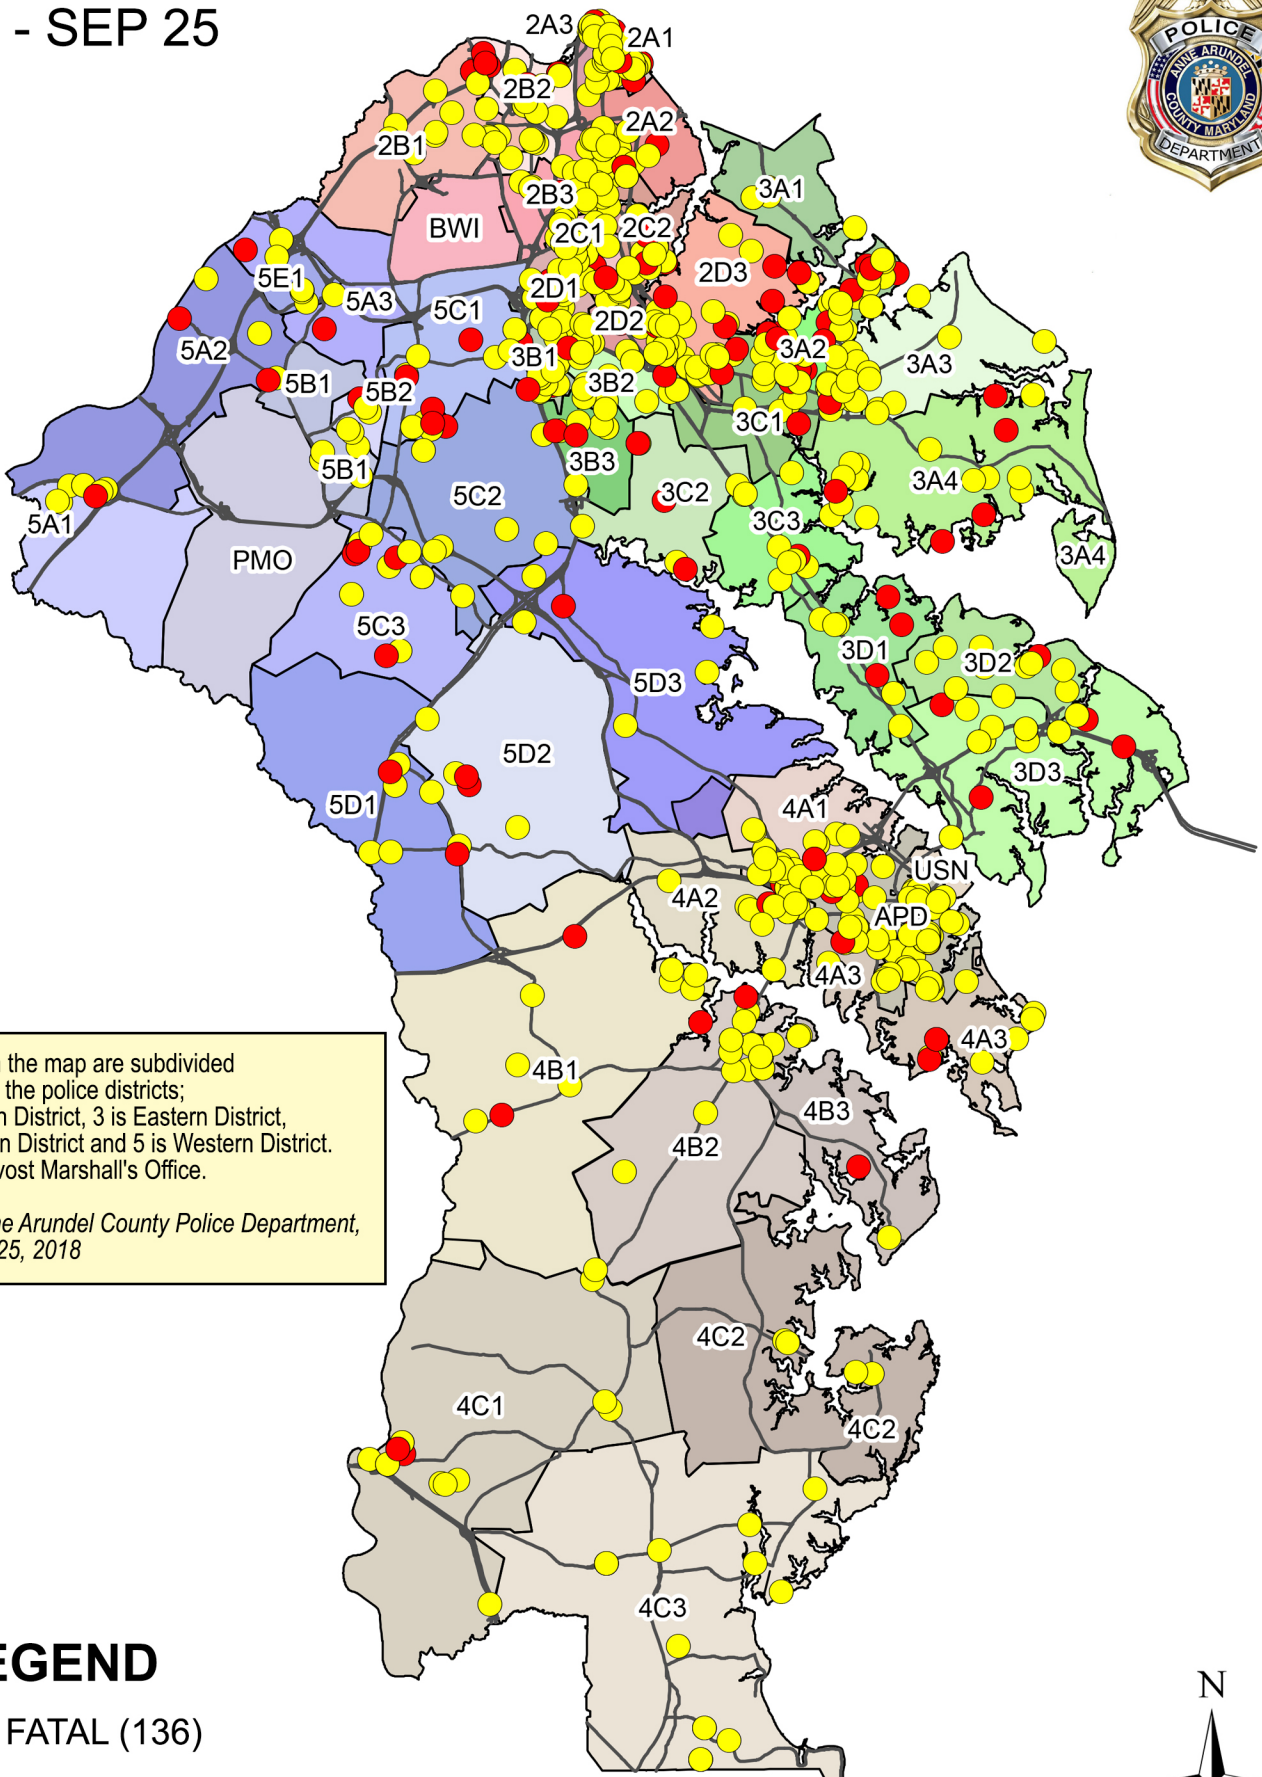 - SEP 25
POLICE
ANNE ARUNDEL
COUNTY MARYLAND
DEPARTMENT
2A3
2A1
2B2
2A2
2B1
3A1
2B3
BWI
2C1
2C2
2D3
5E1
2D1
5A3
5C1
2D2
5A2
3B1
3A2
3A3
5B1
5B2
3B2
3C1
3B3
5B1
3A4
5C2
3C2
5A1
3C3
PMO
3A4
5C3
3D1
3D2
5D3
5D2
3D3
5D1
4A1
USN
4A2
APD
4A3
4A3
4B1
4B3
4B2
4C2
4C1
4C2
4C3
the map are subdivided
the police districts;
District, 3 is Eastern District,
District and 5 is Western District.
vost Marshall's Office.
Arundel County Police Department,
25, 2018
EGEND
FATAL (136)
N